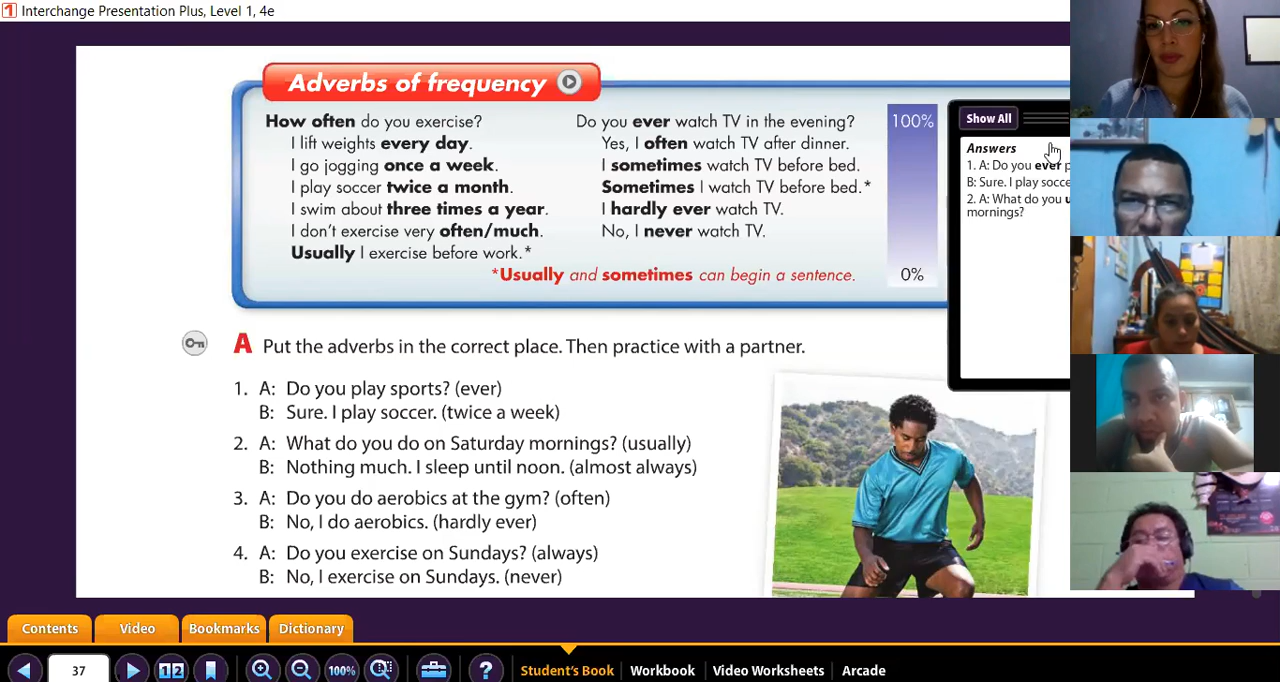 Interchange Presentation Plus, Level 1, 4e
Adverbs of frequency
How often do you exercise?
I lift weights every day.
I go jogging once a week.
I play soccer twice a month.
I swim about three times a year.
I don't exercise very often/much.
Usually I exercise before work.*
Do you ever watch TV in the evening?
Yes, I often watch TV after dinner.
I sometimes watch TV before bed.
Sometimes I watch TV before bed.*
I hardly ever watch TV.
No, I never watch TV.
*Usually and sometimes can begin a sentence.
100%
0%
Show All
Answers
1. A: Do you ever p
B: Sure. I play socce
2. A: What do you u
mornings?
A Put the adverbs in the correct place. Then practice with a partner.
1. A: Do you play sports? (ever)
B: Sure. I play soccer. (twice a week)
2. A: What do you do on Saturday mornings? (usually)
B: Nothing much. I sleep until noon. (almost always)
3. A: Do you do aerobics at the gym? (often)
B: No, I do aerobics. (hardly ever)
4. A: Do you exercise on Sundays? (always)
B: No, I exercise on Sundays. (never)
Contents Video Bookmarks Dictionary
37 1 2 100% ? Student's Book Workbook Video Worksheets Arcade